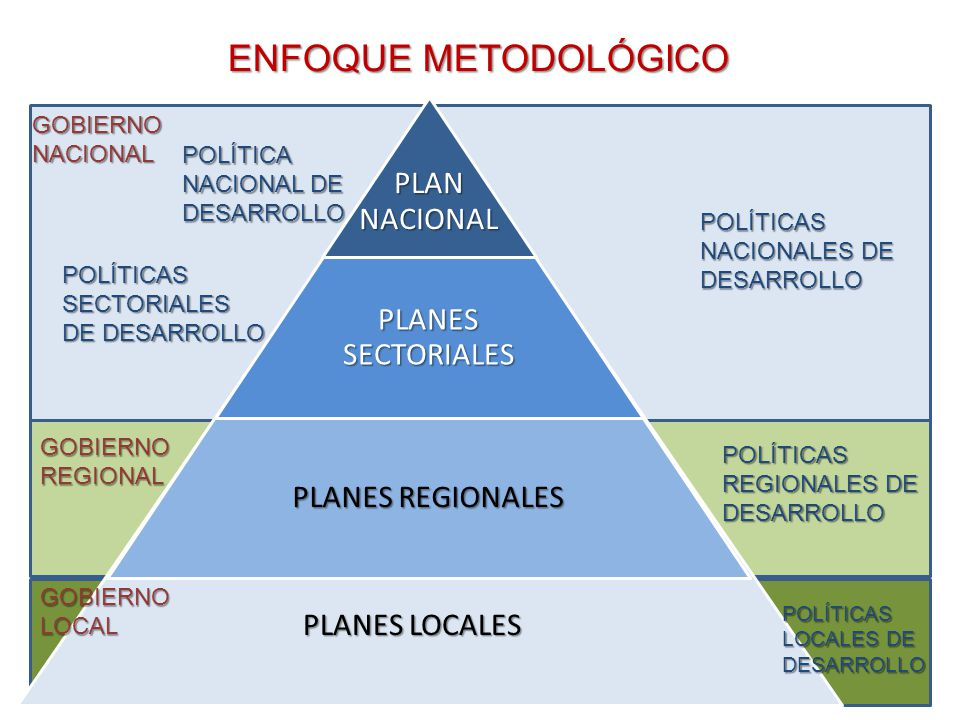 ENFOQUE METODOLÓGICO
GOBIERNO
NACIONAL
POLÍTICA
NACIONAL DE
DESARROLLO
PLAN
NACIONAL
POLÍTICAS
NACIONALES DE
DESARROLLO
POLÍTICAS
SECTORIALES
DE DESARROLLO
PLANES
SECTORIALES
GOBIERNO
REGIONAL
PLANES REGIONALES
POLÍTICAS
REGIONALES DE
DESARROLLO
GOBIERNO
LOCAL
PLANES LOCALES
POLÍTICAS
LOCALES DE
DESARROLLO